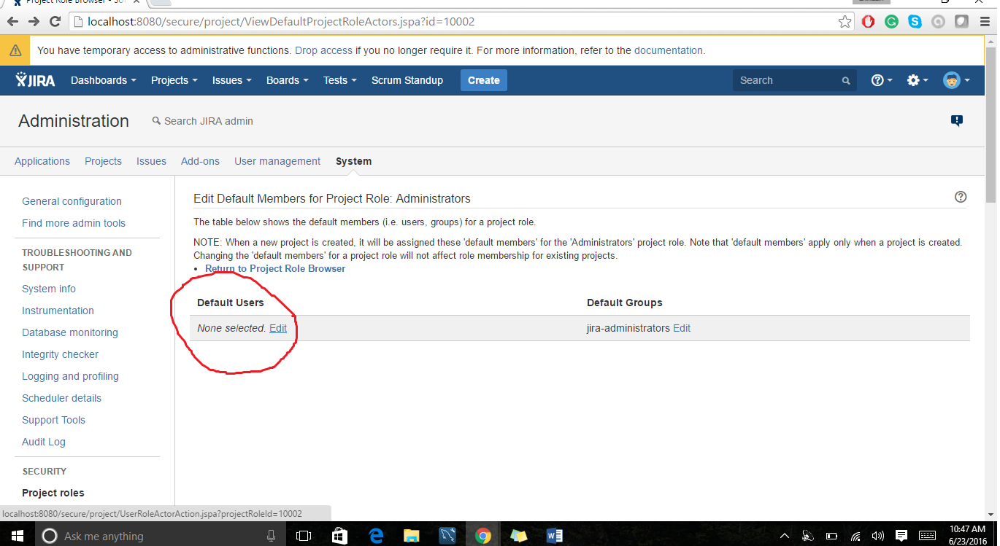 Project Role Browser - Sof
localhost:8080/secure/project/ViewDefaultProjectRoleActors.jspa?id=10002
You have temporary access to administrative functions. Drop access if you no longer require it. For more information, refer to the documentation.
JIRA Dashboards Projects Issues Boards Tests Scrum Standup Create Search
Administration Search JIRA admin
Applications Projects Issues Add-ons User management System
General configuration
Find more admin tools
TROUBLESHOOTING AND
SUPPORT
System info
Instrumentation
Database monitoring
Integrity checker
Logging and profiling
Scheduler details
Support Tools
Audit Log
SECURITY
Project roles
Edit Default Members for Project Role: Administrators
The table below shows the default members (i.e. users, groups) for a project role.
NOTE: When a new project is created, it will be assigned these 'default members' for the 'Administrators' project role. Note that 'default members' apply only when a project is created.
Changing the 'default members' for a project role will not affect role membership for existing projects.
• Return to Project Role Browser
Default Users Default Groups
None selected. Edit jira-administrators Edit
localhost:8080/secure/project/UserRoleActorAction.jspa?projectRoleId=10002
Ask me anything
10:47 AM
6/23/2016